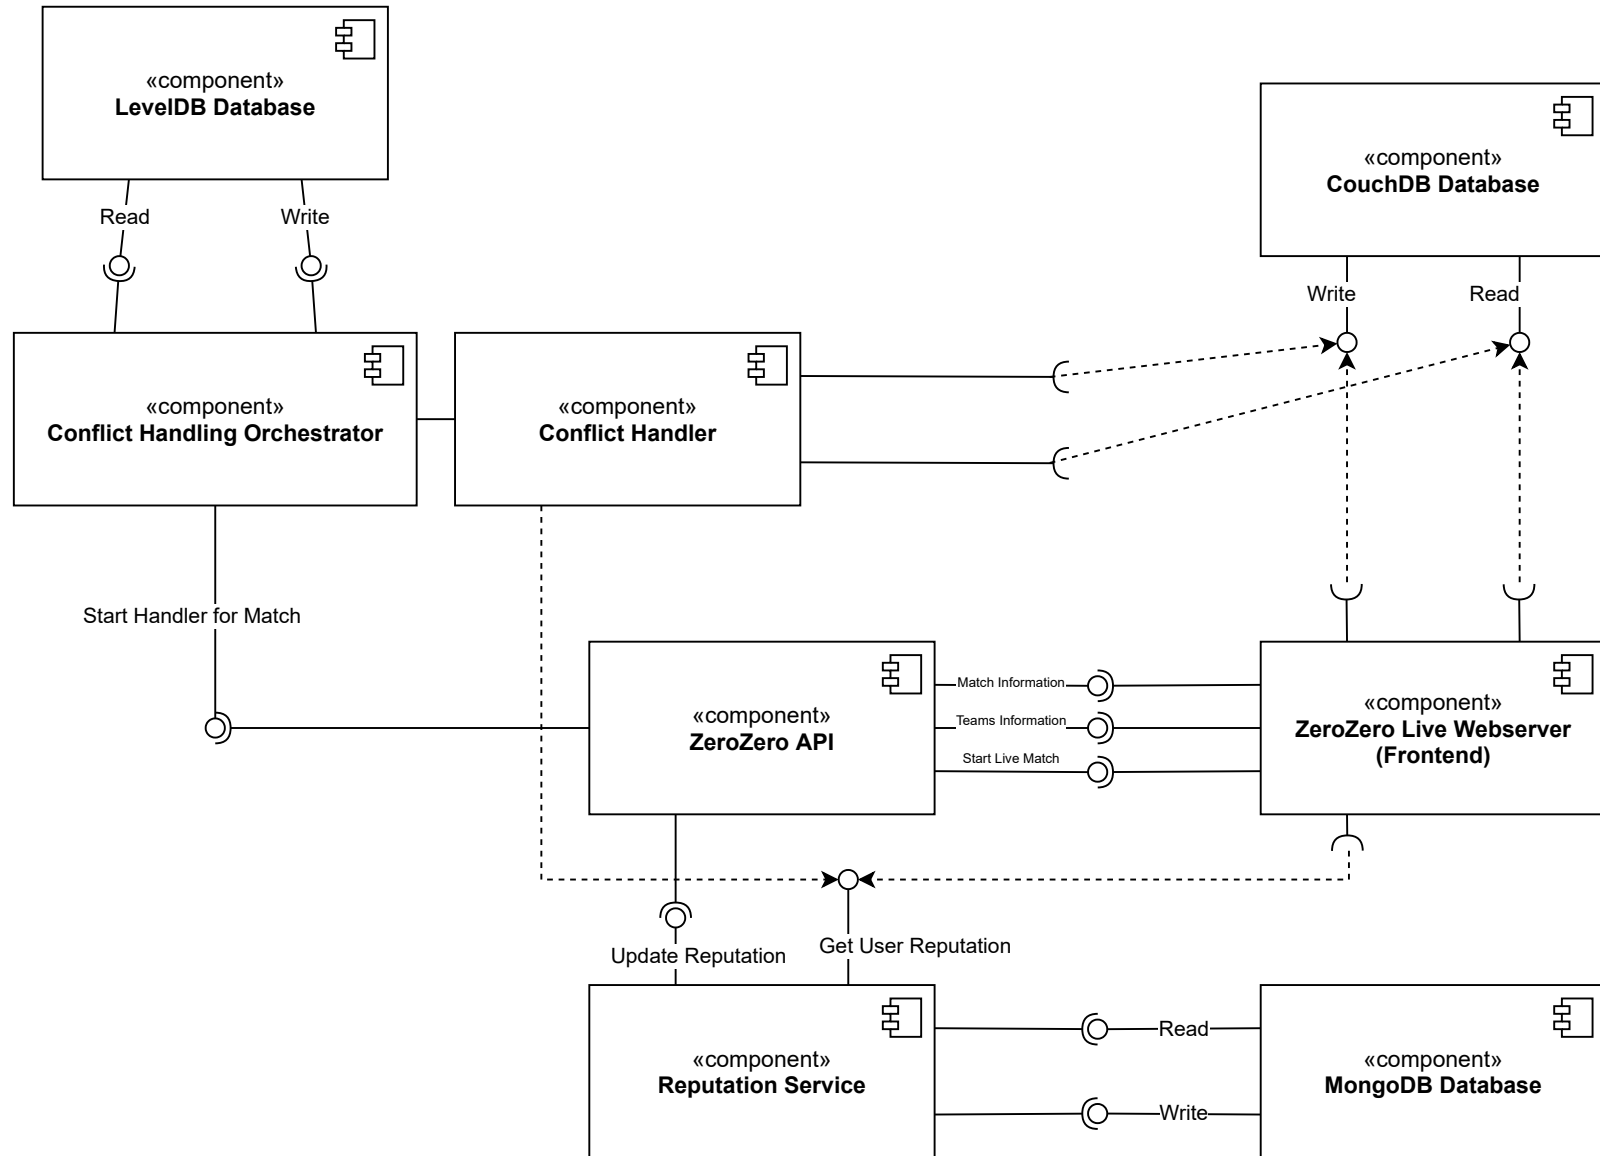 «component»
LevelDB Database
«component»
CouchDB Database
Read
Write
Write
Read
«component»
Conflict Handling Orchestrator
«component»
Conflict Handler
Start Handler for Match
«component»
ZeroZero API
Match Information
Teams Information
Start Live Match
«component»
ZeroZero Live Webserver
(Frontend)
Update Reputation
Get User Reputation
«component»
Reputation Service
Read
Write
«component»
MongoDB Database